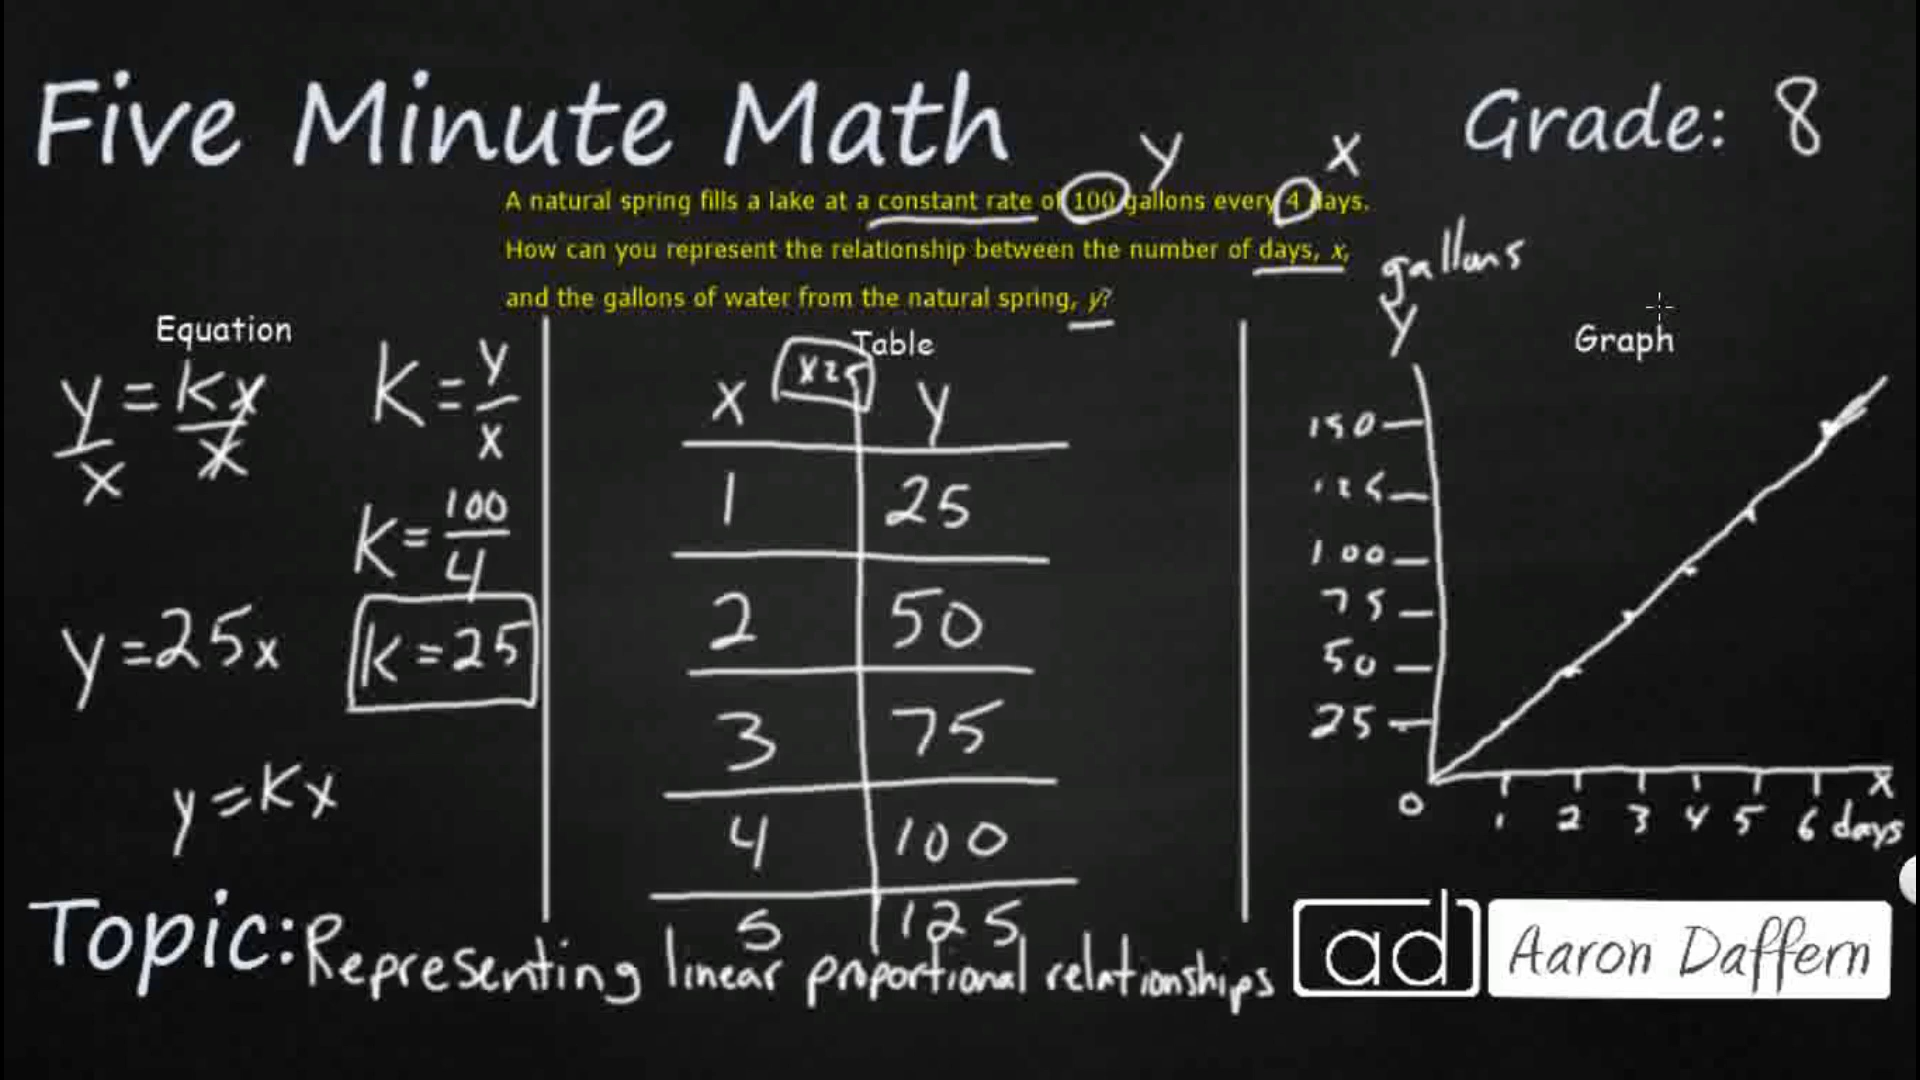 Five Minute Math
Grade: 8
y x
A natural spring fills a lake at a constant rate of 100 gallons every 4 days.
How can you represent the relationship between the number of days, x,
and the gallons of water from the natural spring, y?
Equation
y = kx
x x
k = y
x
k = 100
4
y = 25x
k = 25
y = kx
Table
x x25 y
1 25
2 50
3 75
4 100
5 125
Graph
gallons
y
150
125
100
75
50
25
0 1 2 3 4 5 6 days
x
Topic: Representing linear proportional relationships
ad Aaron Daffern